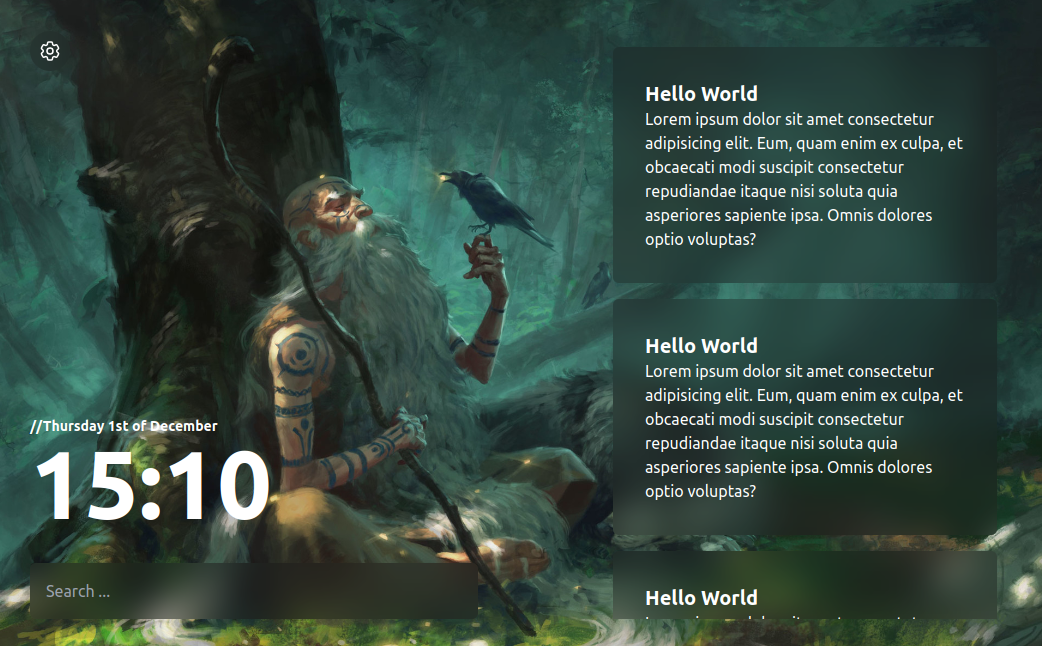 //Thursday 1st of December
15:10
Search ...
Hello World
Lorem ipsum dolor sit amet consectetur
adipisicing elit. Eum, quam enim ex culpa, et
obcaecati modi suscipit consectetur
repudiandae itaque nisi soluta quia
asperiores sapiente ipsa. Omnis dolores
optio voluptas?
Hello World
Lorem ipsum dolor sit amet consectetur
adipisicing elit. Eum, quam enim ex culpa, et
obcaecati modi suscipit consectetur
repudiandae itaque nisi soluta quia
asperiores sapiente ipsa. Omnis dolores
optio voluptas?
Hello World